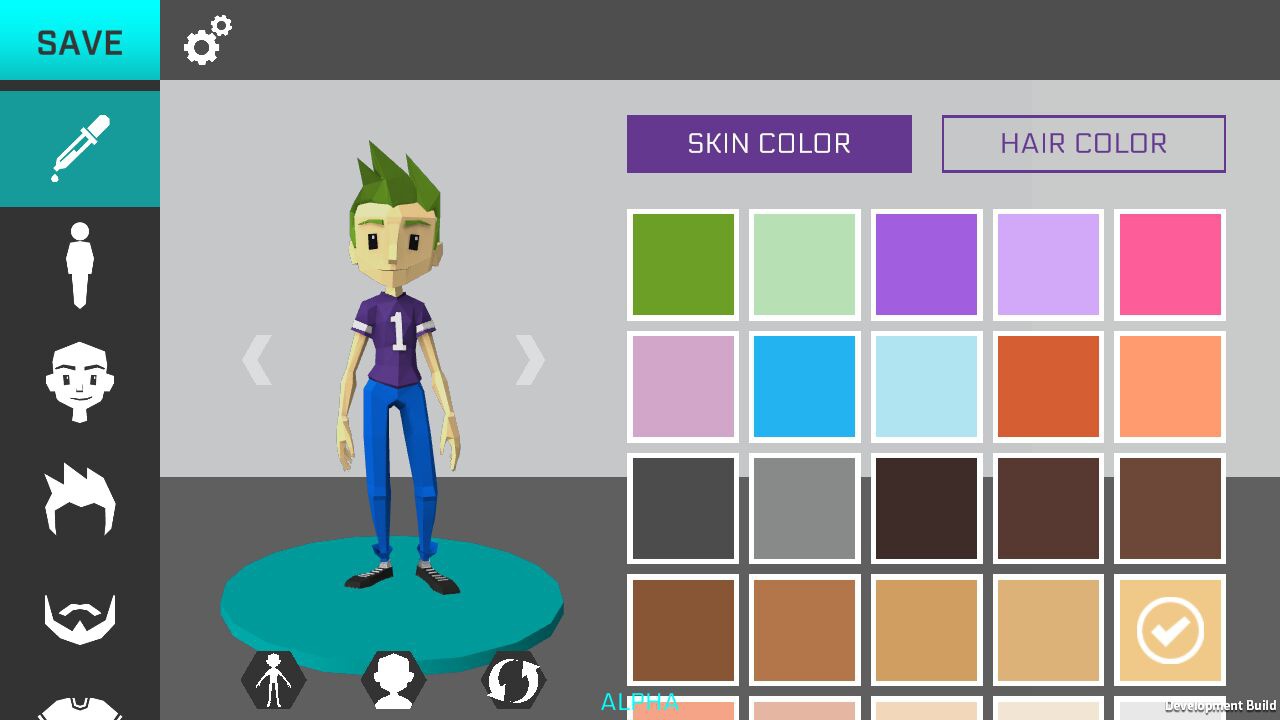 SAVE
SKIN COLOR
HAIR COLOR
1
ALPHA
Development Build